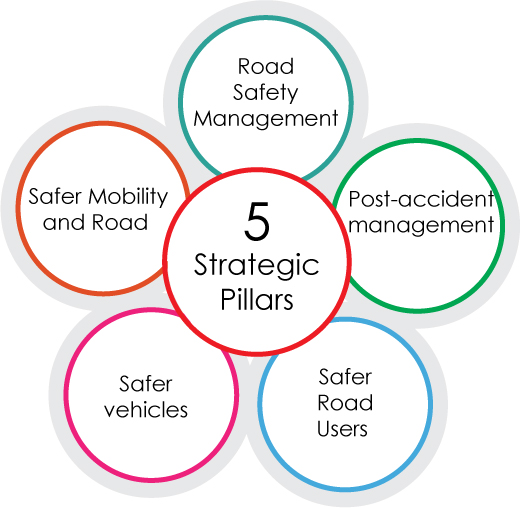 Road
Safety
Management
Safer Mobility
and Road
Post-accident
management
5
Strategic
Pillars
Safer
vehicles
Safer
Road
Users